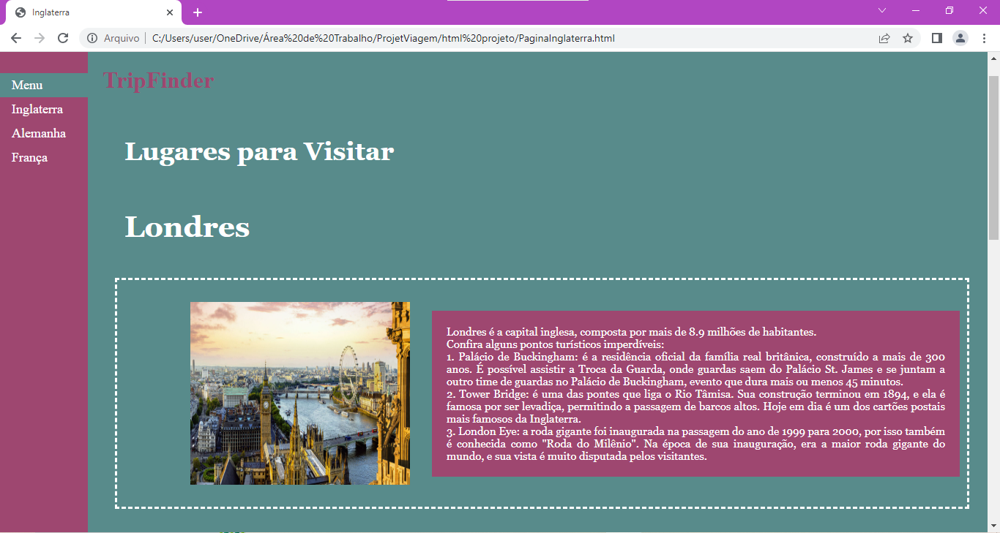 Inglaterra
Arquivo
C:/Users/user/OneDrive/Área%20de%20Trabalho/ProjetViagem/html%20projeto/PaginaInglaterra.html
Menu
Inglaterra
Alemanha
França
TripFinder
Lugares para Visitar
Londres
Londres é a capital inglesa, composta por mais de 8.9 milhões de habitantes.
Confira alguns pontos turísticos imperdíveis:
1. Palácio de Buckingham: é a residência oficial da família real britânica, construído a mais de 300
anos. É possível assistir a Troca da Guarda, onde guardas saem do Palácio St. James e se juntam a
outro time de guardas no Palácio de Buckingham, evento que dura mais ou menos 45 minutos.
2. Tower Bridge: é uma das pontes que liga o Rio Tâmisa. Sua construção terminou em 1894, e ela é
famosa por ser levadiça, permitindo a passagem de barcos altos. Hoje em dia é um dos cartões postais
mais famosos da Inglaterra.
3. London Eye: a roda gigante foi inaugurada na passagem do ano de 1999 para 2000, por isso também
é conhecida como "Roda do Milênio". Na época de sua inauguração, era a maior roda gigante do
mundo, e sua vista é muito disputada pelos visitantes.